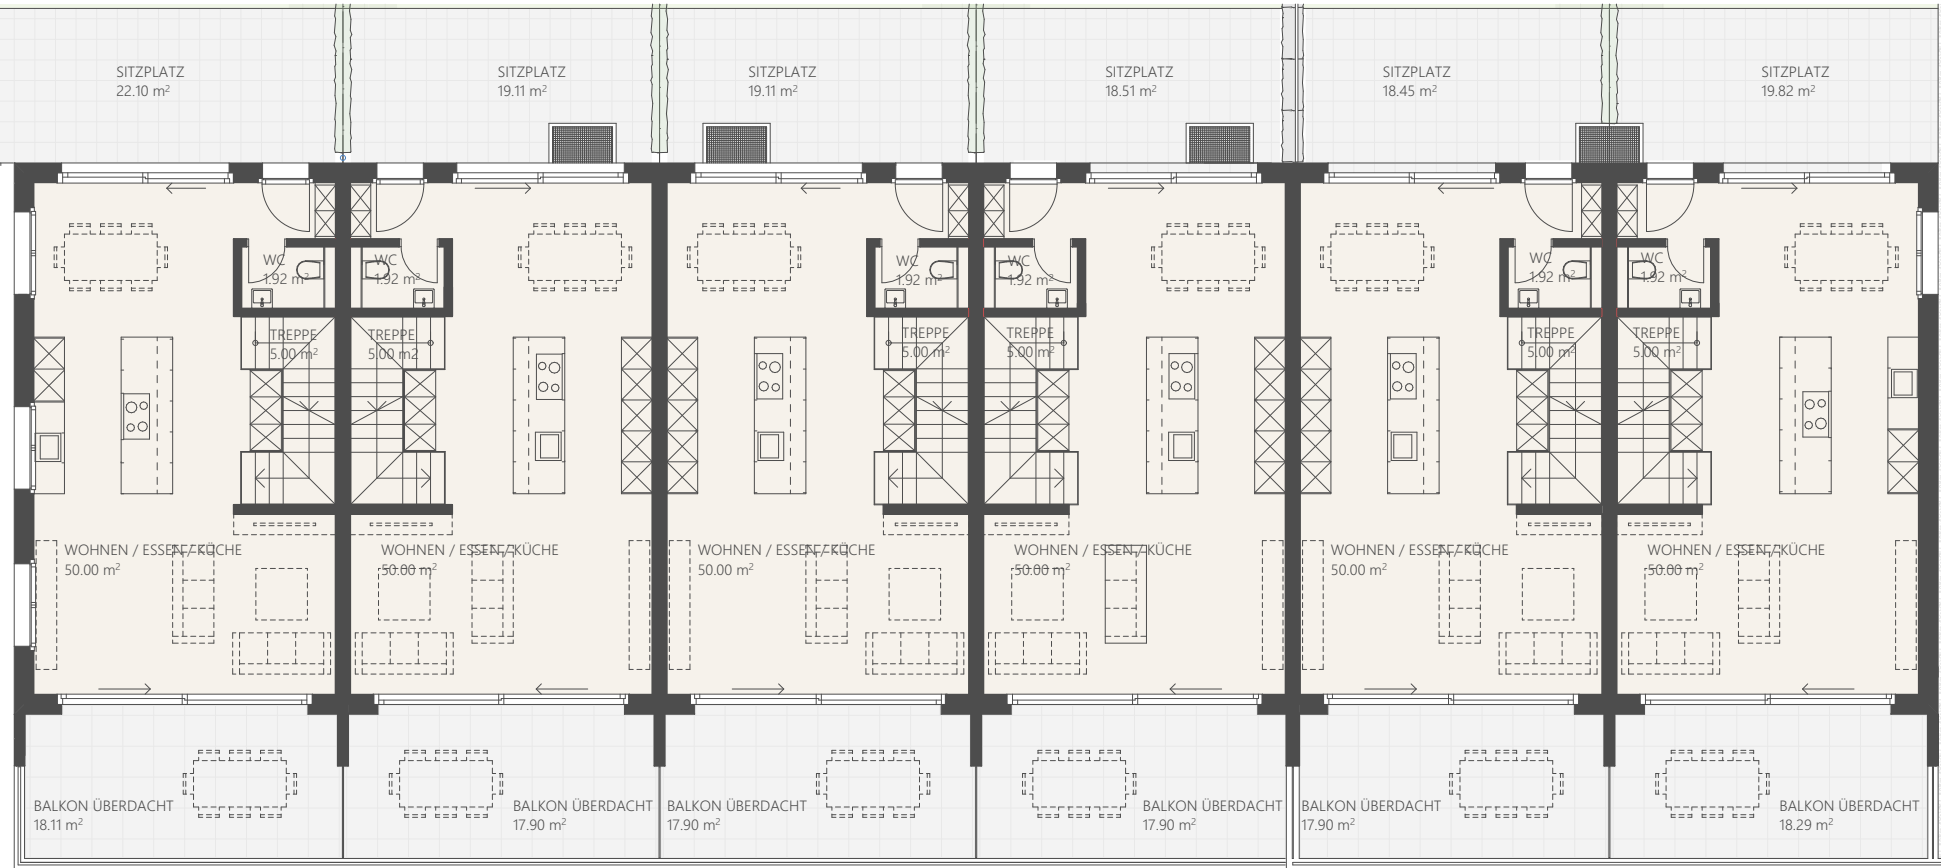 SITZPLATZ
22.10 m²
SITZPLATZ
19.11 m²
SITZPLATZ
19.11 m²
SITZPLATZ
18.51 m²
SITZPLATZ
18.45 m²
SITZPLATZ
19.82 m²
WC
1.92 m²
WC
1.92 m²
WC
1.92 m²
WC
1.92 m²
WC
1.92 m²
WC
1.92 m²
TREPPE
5.00 m²
TREPPE
5.00 m2
TREPPE
5.00 m²
TREPPE
5.00 m²
TREPPE
5.00 m²
TREPPE
5.00 m²
WOHNEN / ESSEN / KÜCHE
50.00 m²
WOHNEN / ESSEN / KÜCHE
50.00 m²
WOHNEN / ESSEN / KÜCHE
50.00 m²
WOHNEN / ESSEN / KÜCHE
50.00 m²
WOHNEN / ESSEN / KÜCHE
50.00 m²
WOHNEN / ESSEN / KÜCHE
50.00 m²
BALKON ÜBERDACHT
18.11 m²
BALKON ÜBERDACHT
17.90 m²
BALKON ÜBERDACHT
17.90 m²
BALKON ÜBERDACHT
17.90 m²
BALKON ÜBERDACHT
17.90 m²
BALKON ÜBERDACHT
18.29 m²